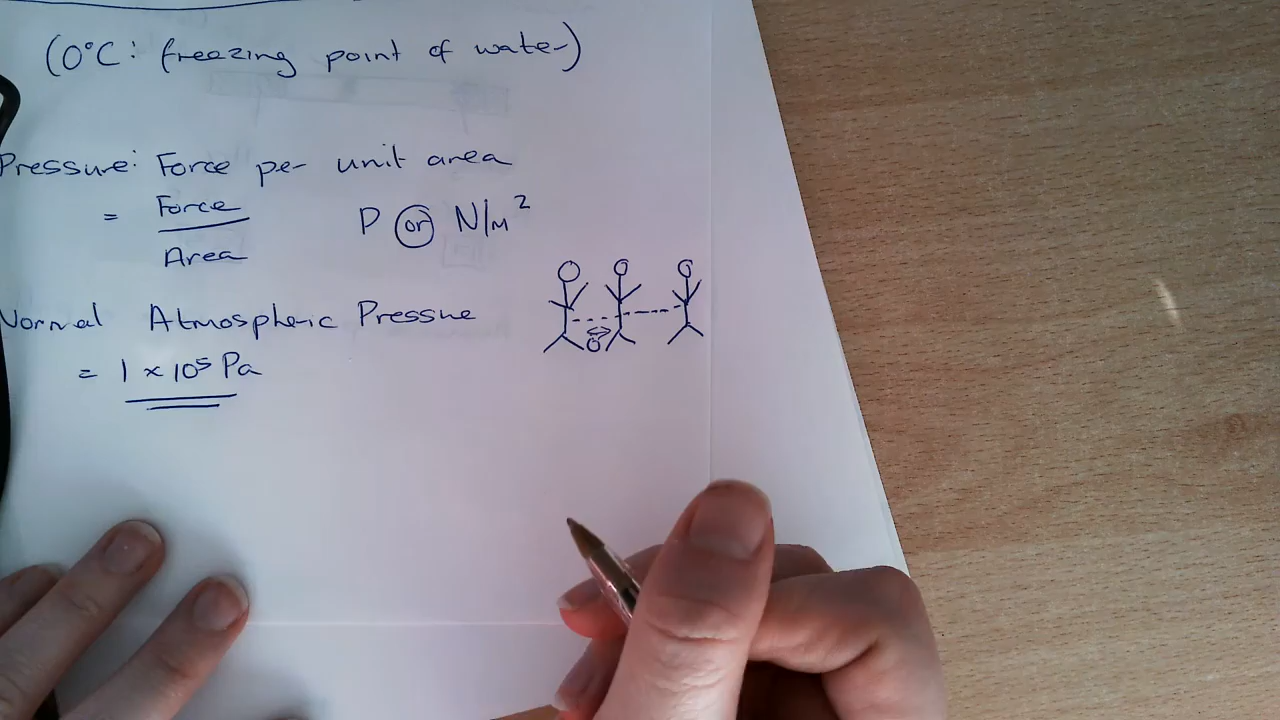 (0°C: freezing point of water)
Pressure: Force per unit area
= Force / Area P or N/m²
Normal Atmospheric Pressure
= 1 × 10⁵ Pa